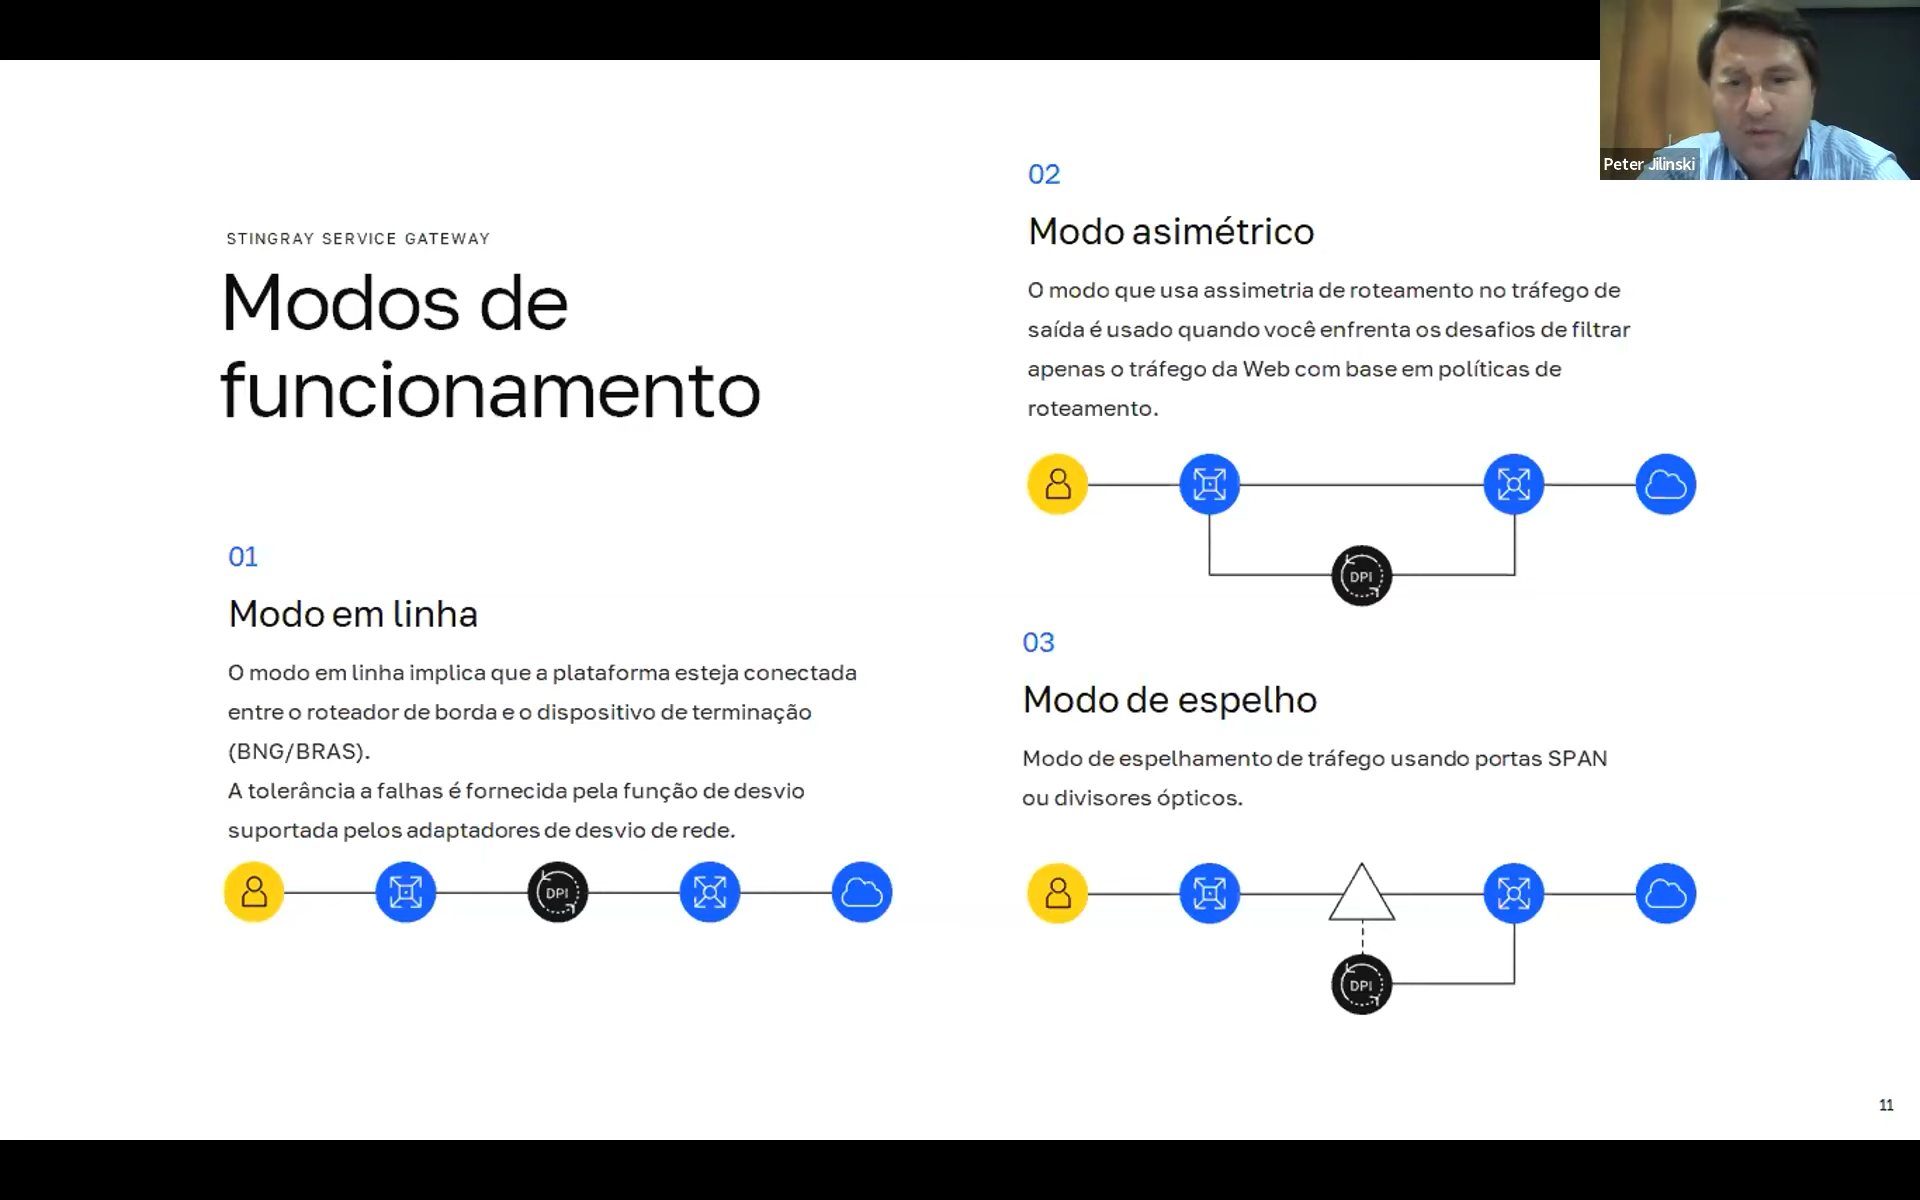 STINGRAY SERVICE GATEWAY
Modos de
funcionamento
01
Modo em linha
O modo em linha implica que a plataforma esteja conectada
entre o roteador de borda e o dispositivo de terminação
(BNG/BRAS).
A tolerância a falhas é fornecida pela função de desvio
suportada pelos adaptadores de desvio de rede.
DPI
02
Modo asimétrico
O modo que usa assimetria de roteamento no tráfego de
saída é usado quando você enfrenta os desafios de filtrar
apenas o tráfego da Web com base em políticas de
roteamento.
DPI
03
Modo de espelho
Modo de espelhamento de tráfego usando portas SPAN
ou divisores ópticos.
DPI
Peter Jilinski
11